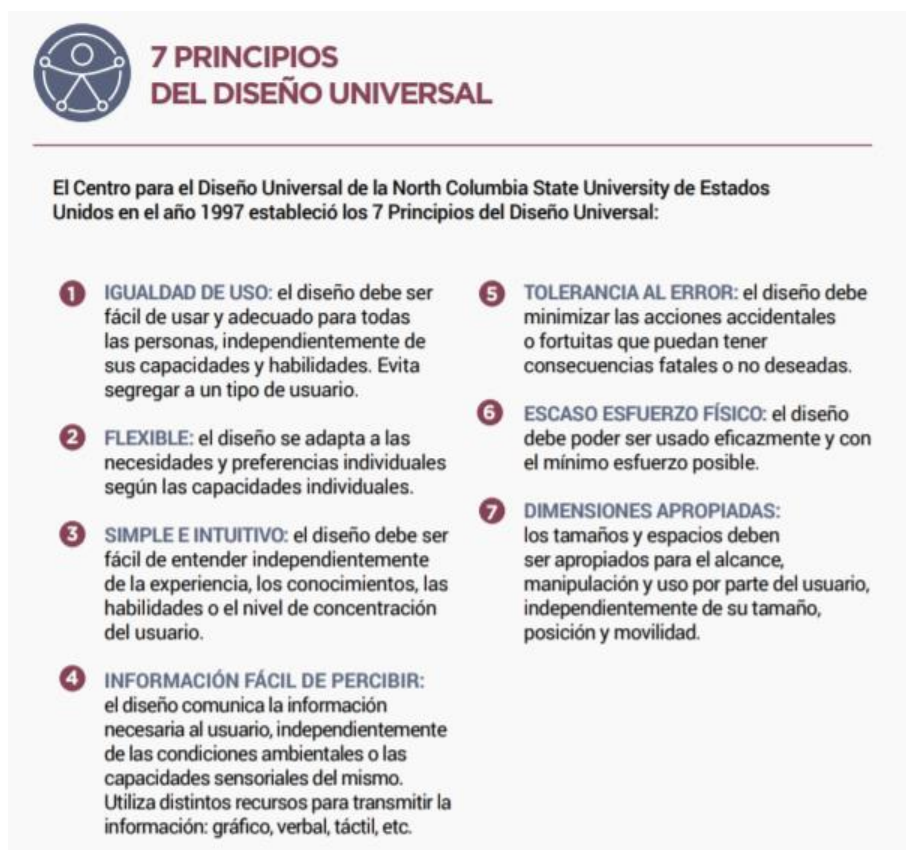 7 PRINCIPIOS
DEL DISEÑO UNIVERSAL
El Centro para el Diseño Universal de la North Columbia State University de Estados
Unidos en el año 1997 estableció los 7 Principios del Diseño Universal:
1 IGUALDAD DE USO: el diseño debe ser
fácil de usar y adecuado para todas
las personas, independientemente de
sus capacidades y habilidades. Evita
segregar a un tipo de usuario.
2 FLEXIBLE: el diseño se adapta a las
necesidades y preferencias individuales
según las capacidades individuales.
3 SIMPLE E INTUITIVO: el diseño debe ser
fácil de entender independientemente
de la experiencia, los conocimientos, las
habilidades o el nivel de concentración
del usuario.
4 INFORMACIÓN FÁCIL DE PERCIBIR:
el diseño comunica la información
necesaria al usuario, independientemente
de las condiciones ambientales o las
capacidades sensoriales del mismo.
Utiliza distintos recursos para transmitir la
información: gráfico, verbal, táctil, etc.
5 TOLERANCIA AL ERROR: el diseño debe
minimizar las acciones accidentales
o fortuitas que puedan tener
consecuencias fatales o no deseadas.
6 ESCASO ESFUERZO FÍSICO: el diseño
debe poder ser usado eficazmente y con
el mínimo esfuerzo posible.
7 DIMENSIONES APROPIADAS:
los tamaños y espacios deben
ser apropiados para el alcance,
manipulación y uso por parte del usuario,
independientemente de su tamaño,
posición y movilidad.